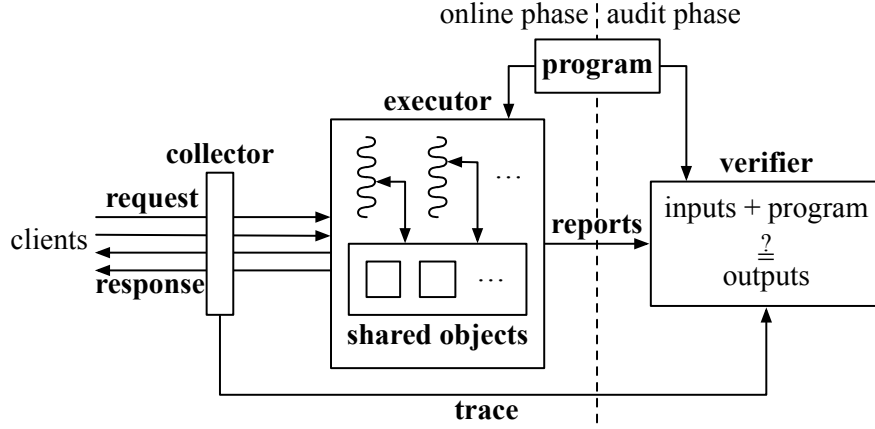 online phase
audit phase
program
executor
collector
verifier
request
clients
response
...
reports
inputs + program
?
=
outputs
...
shared objects
trace